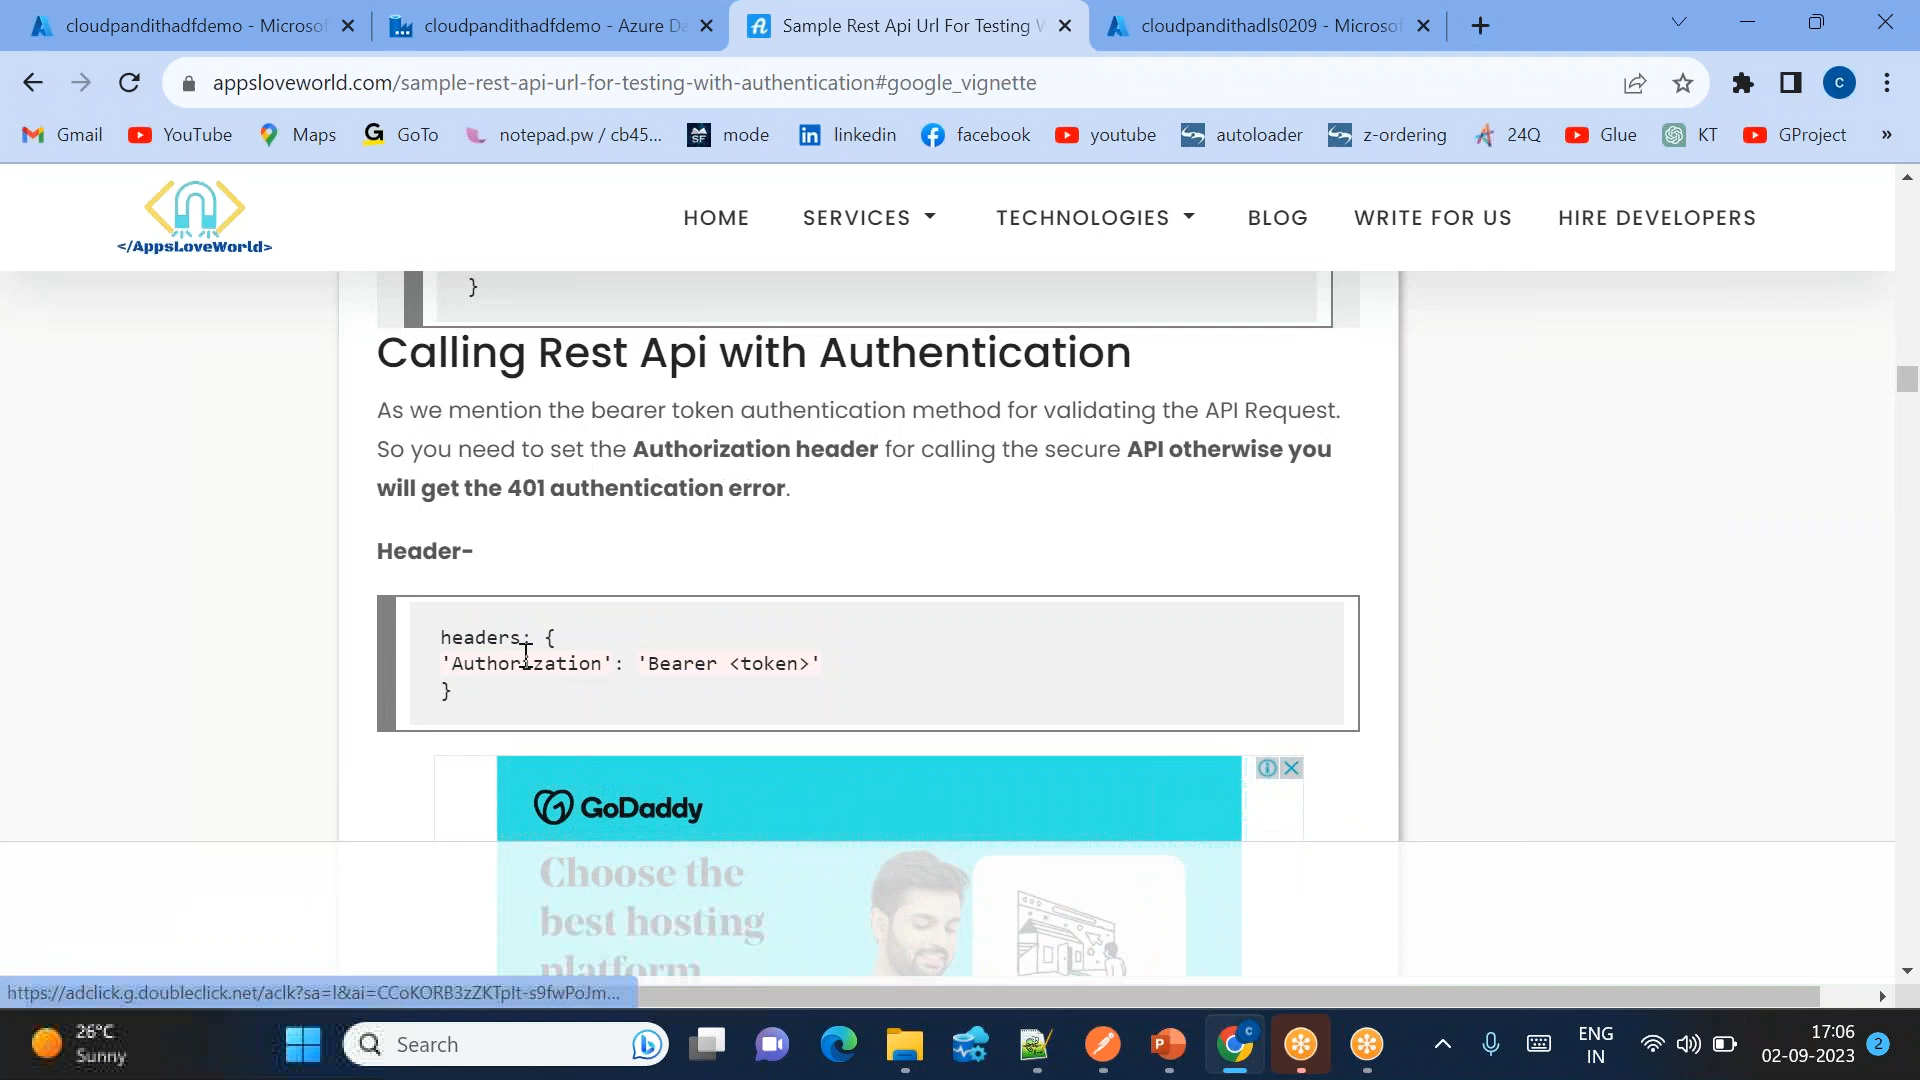 cloudpandithadfdemo - Microsof
cloudpandithadfdemo - Azure Da
Sample Rest Api Url For Testing W
cloudpandithadls0209 - Microsof
appsloveworld.com/sample-rest-api-url-for-testing-with-authentication#google_vignette
c
Gmail
YouTube
Maps
GoTo
notepad.pw / cb45...
mode
linkedin
facebook
youtube
autoloader
z-ordering
24Q
Glue
KT
GProject
»
</AppsLoveWorld>
HOME
SERVICES
TECHNOLOGIES
BLOG
WRITE FOR US
HIRE DEVELOPERS
}
Calling Rest Api with Authentication
As we mention the bearer token authentication method for validating the API Request.
So you need to set the Authorization header for calling the secure API otherwise you
will get the 401 authentication error.
Header-
headers: {
'Authorization': 'Bearer <token>'
}
GoDaddy
Choose the
best hosting
platform
https://adclick.g.doubleclick.net/aclk?sa=l&ai=CCoKORB3zZKTplt-s9fwPoJm...
26°C
Sunny
Search
ENG
IN
17:06
02-09-2023
2